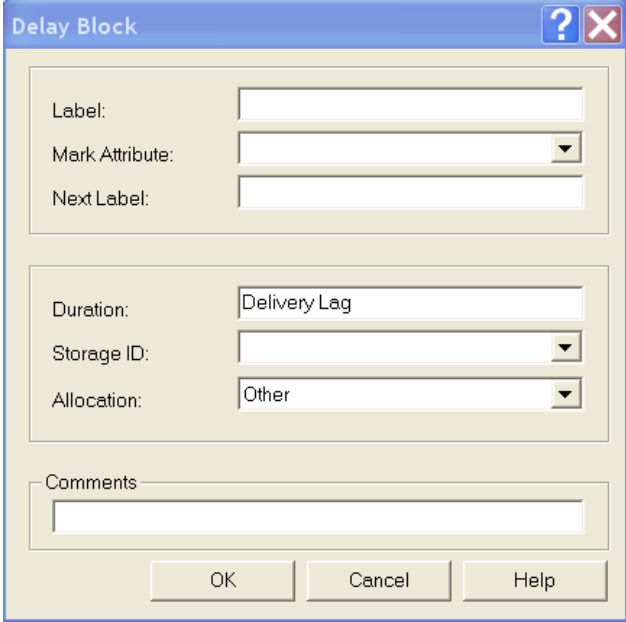 Delay Block
?
Label:
Mark Attribute:
Next Label:
Duration: Delivery Lag
Storage ID:
Allocation: Other
Comments
OK Cancel Help